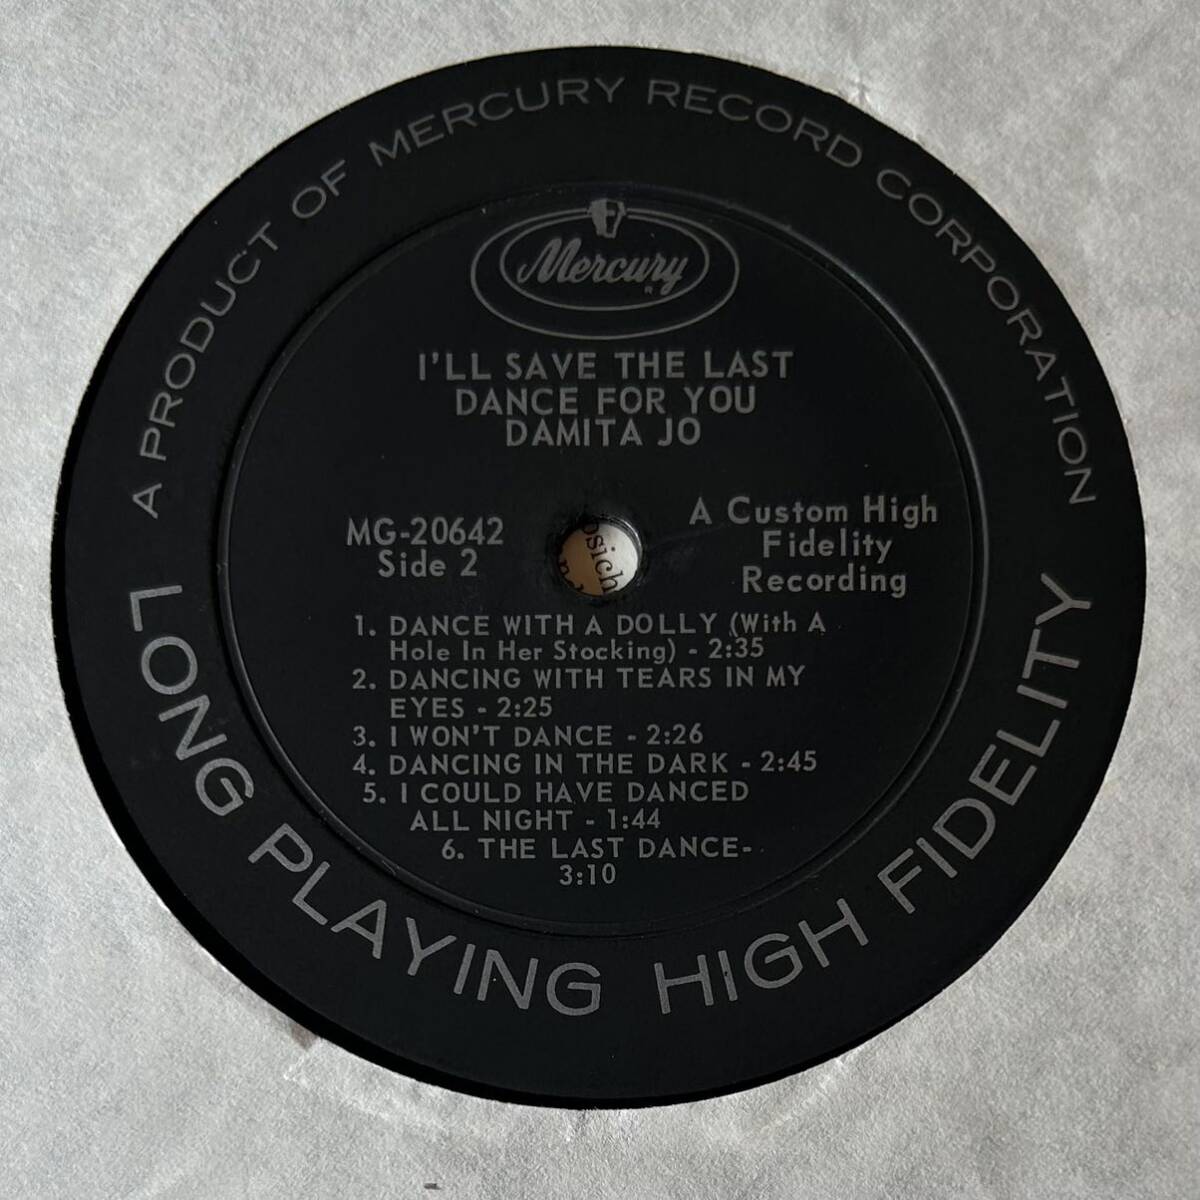 A PRODUCT OF MERCURY RECORD CORPORATION
Mercury
R
I'LL SAVE THE LAST
DANCE FOR YOU
DAMITA JO
MG-20642
Side 2
A Custom High
Fidelity
Recording
1. DANCE WITH A DOLLY (With A
Hole In Her Stocking) - 2:35
2. DANCING WITH TEARS IN MY
EYES - 2:25
3. I WON'T DANCE - 2:26
4. DANCING IN THE DARK - 2:45
5. I COULD HAVE DANCED
ALL NIGHT - 1:44
6. THE LAST DANCE-
3:10
LONG PLAYING HIGH FIDELITY